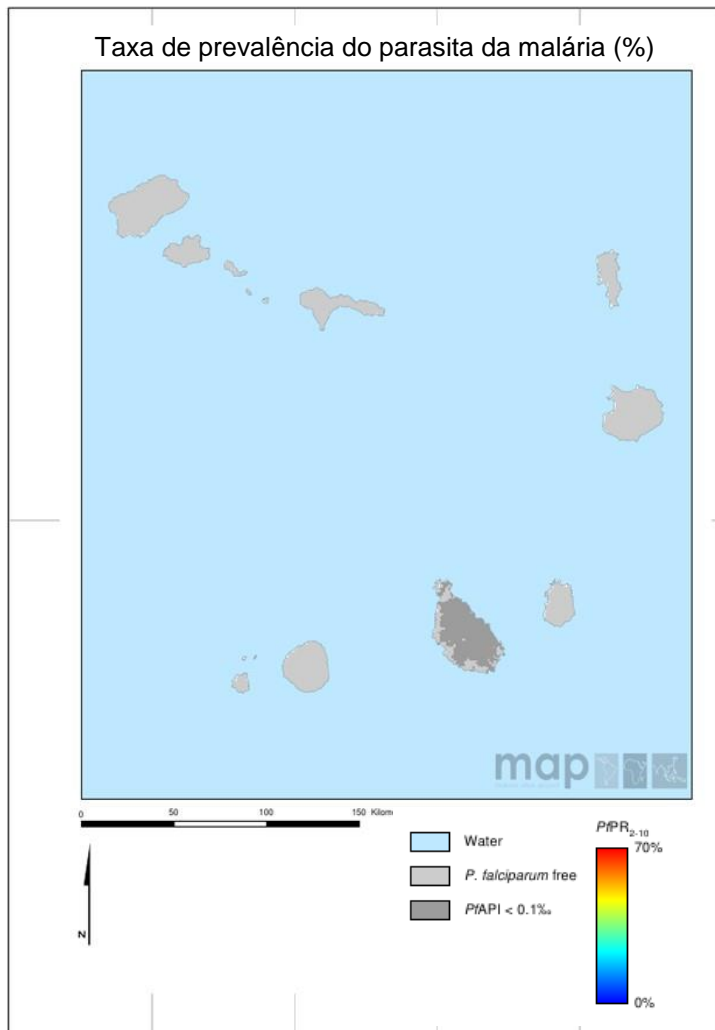 Taxa de prevalência do parasita da malária (%)
map
0 50 100 150 Kilom
Water
P. falciparum free
PfAPI < 0.1‰
PfPR2-10
70%
0%
N